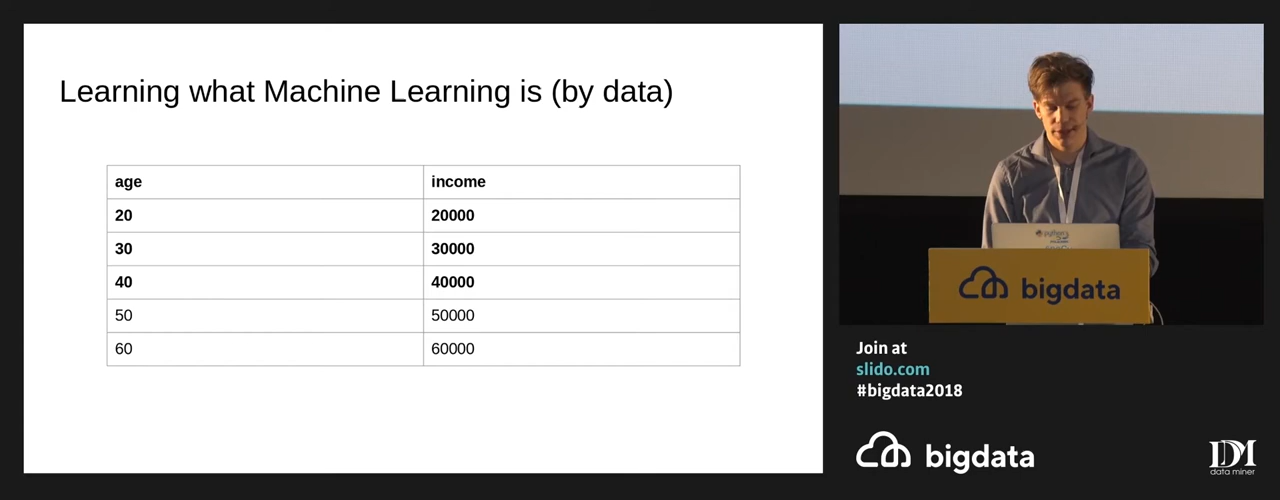 Learning what Machine Learning is (by data)
age income
20 20000
30 30000
40 40000
50 50000
60 60000
bigdata
Join at
slido.com
#bigdata2018
bigdata
DM
data miner